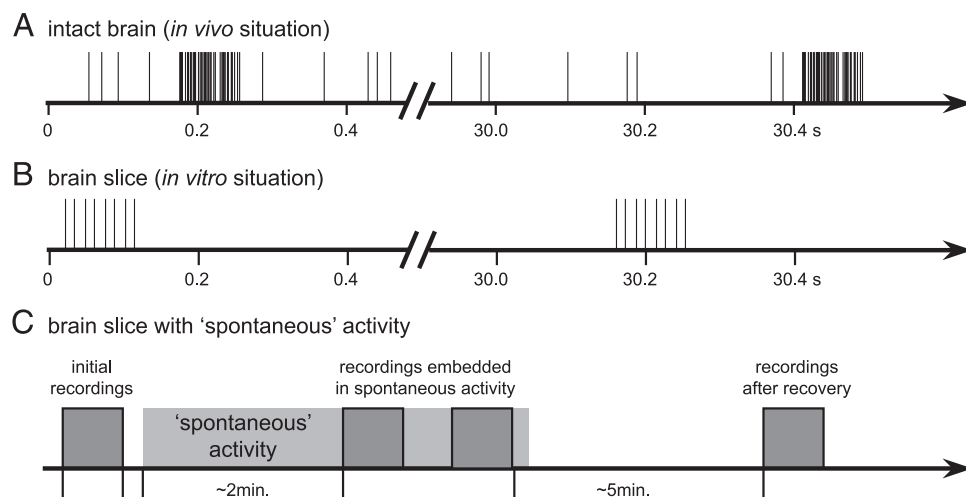 A intact brain (in vivo situation)
0 0.2 0.4 30.0 30.2 30.4 s
B brain slice (in vitro situation)
0 0.2 0.4 30.0 30.2 30.4 s
C brain slice with ‘spontaneous’ activity
initial
recordings
recordings embedded
in spontaneous activity
recordings
after recovery
‘spontaneous’
activity
~2min. ~5min.